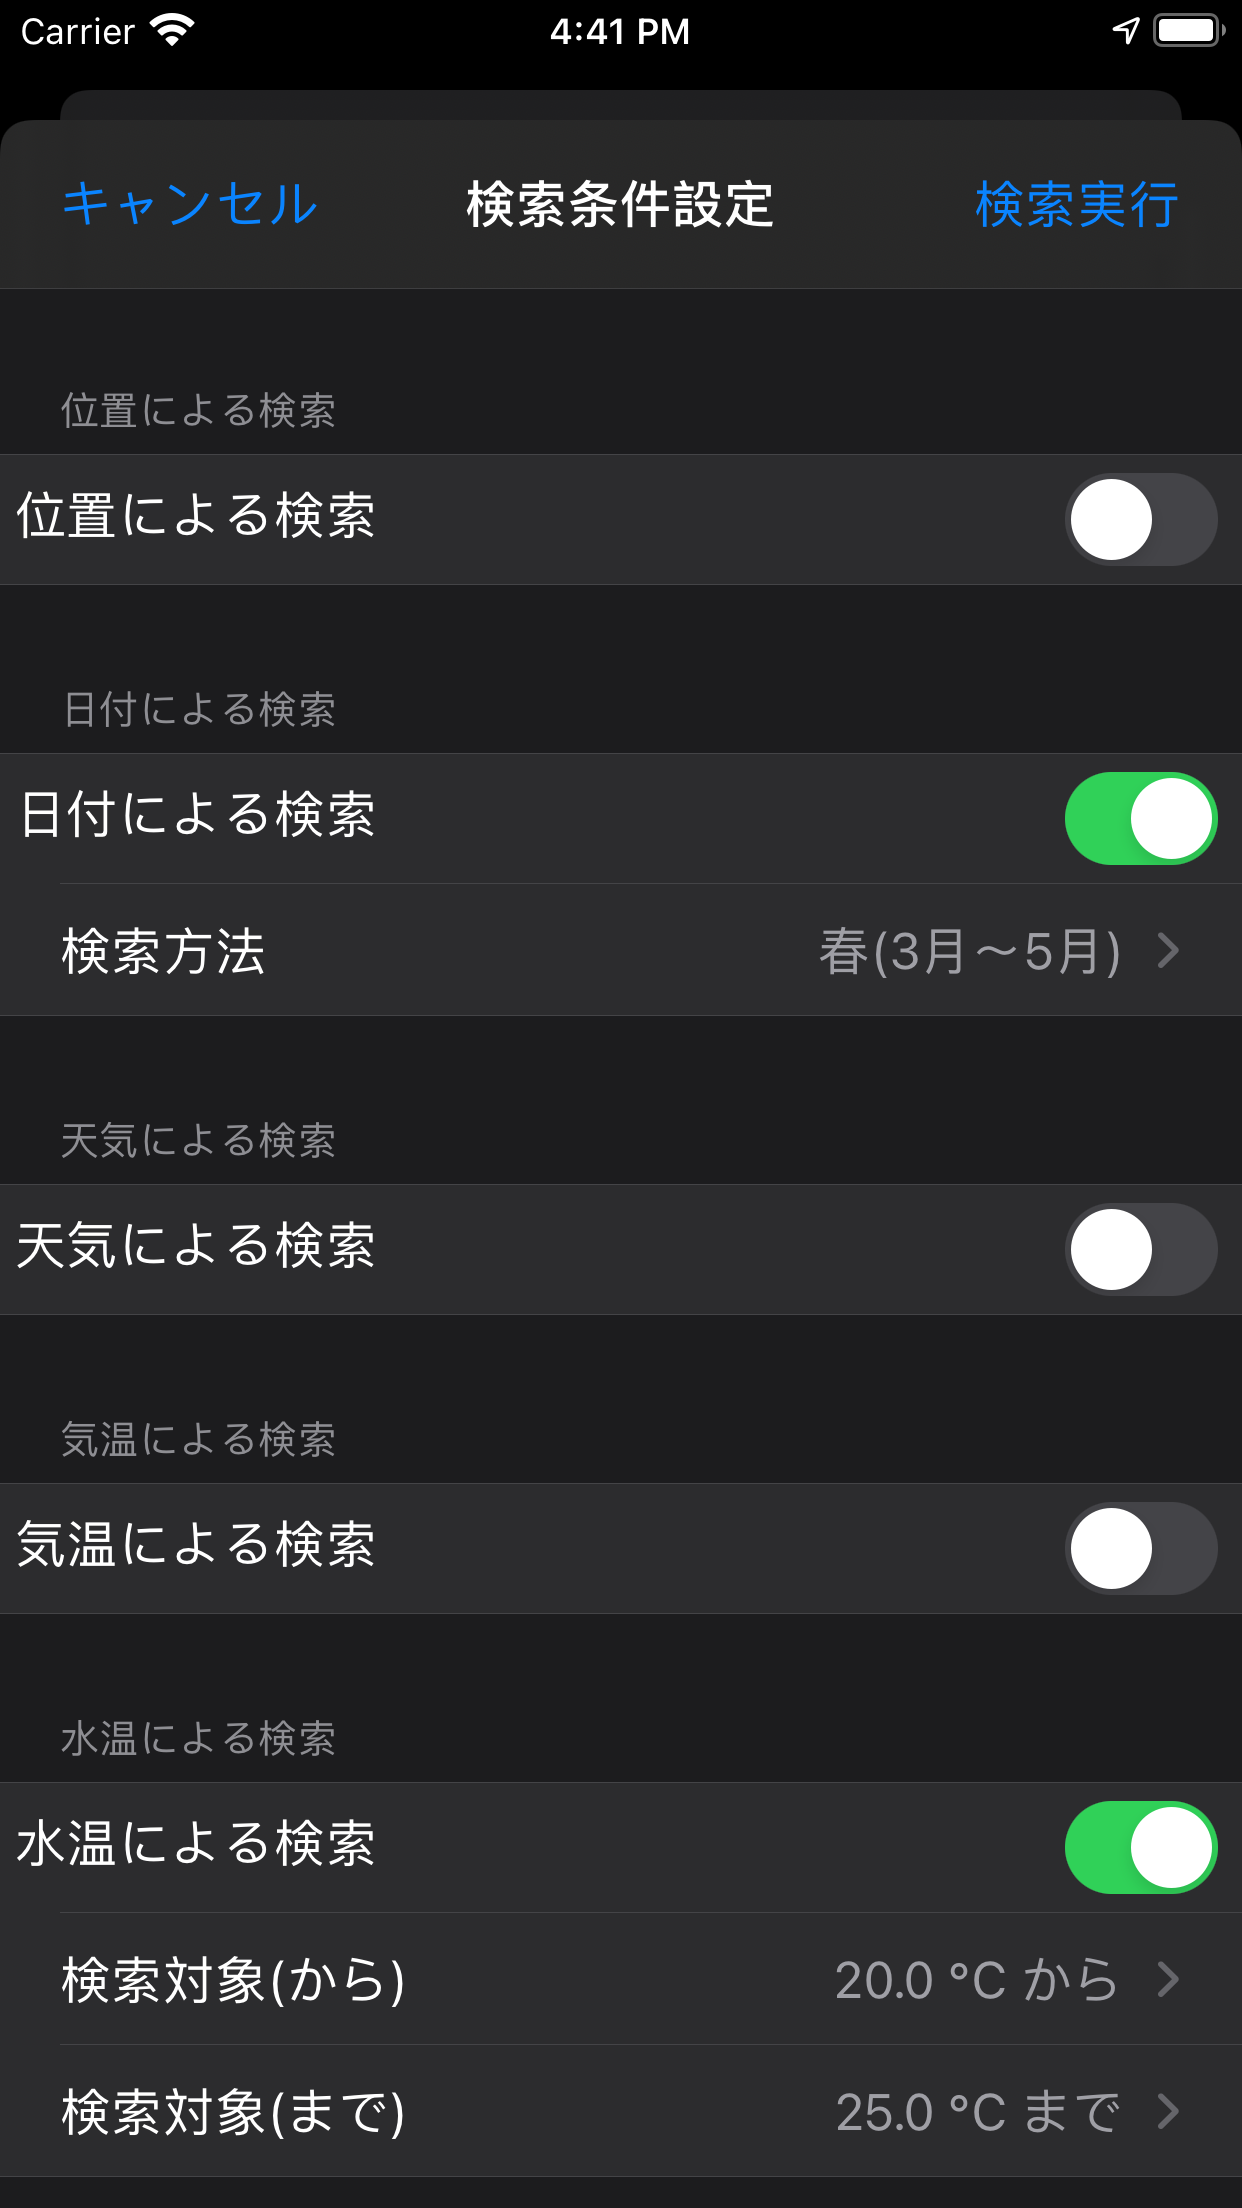 Carrier 4:41 PM
キャンセル 検索条件設定 検索実行
位置による検索
位置による検索
日付による検索
日付による検索
検索方法 春(3月〜5月)
天気による検索
天気による検索
気温による検索
気温による検索
水温による検索
水温による検索
検索対象(から) 20.0 °C から
検索対象(まで) 25.0 °C まで